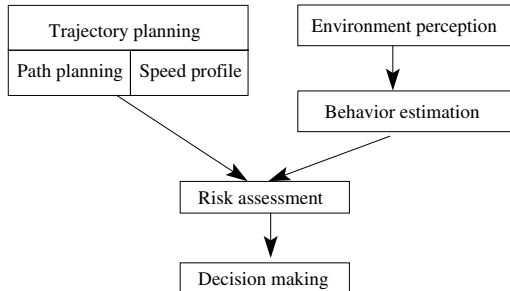 Trajectory planning
Path planning
Speed profile
Environment perception
Behavior estimation
Risk assessment
Decision making